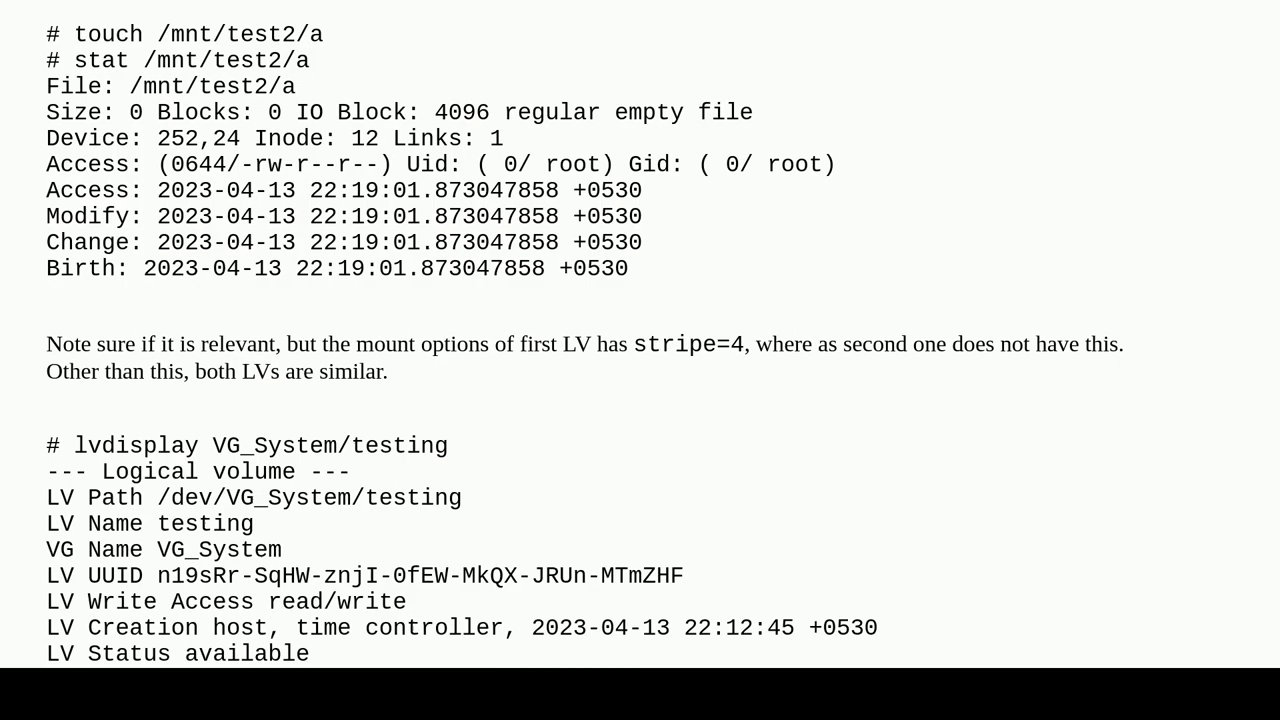 # touch /mnt/test2/a
# stat /mnt/test2/a
File: /mnt/test2/a
Size: 0 Blocks: 0 IO Block: 4096 regular empty file
Device: 252,24 Inode: 12 Links: 1
Access: (0644/-rw-r--r--) Uid: ( 0/ root) Gid: ( 0/ root)
Access: 2023-04-13 22:19:01.873047858 +0530
Modify: 2023-04-13 22:19:01.873047858 +0530
Change: 2023-04-13 22:19:01.873047858 +0530
Birth: 2023-04-13 22:19:01.873047858 +0530
Note sure if it is relevant, but the mount options of first LV has stripe=4, where as second one does not have this.
Other than this, both LVs are similar.
# lvdisplay VG_System/testing
--- Logical volume ---
LV Path /dev/VG_System/testing
LV Name testing
VG Name VG_System
LV UUID n19sRr-SqHW-znjI-0fEW-MkQX-JRUn-MTmZHF
LV Write Access read/write
LV Creation host, time controller, 2023-04-13 22:12:45 +0530
LV Status available